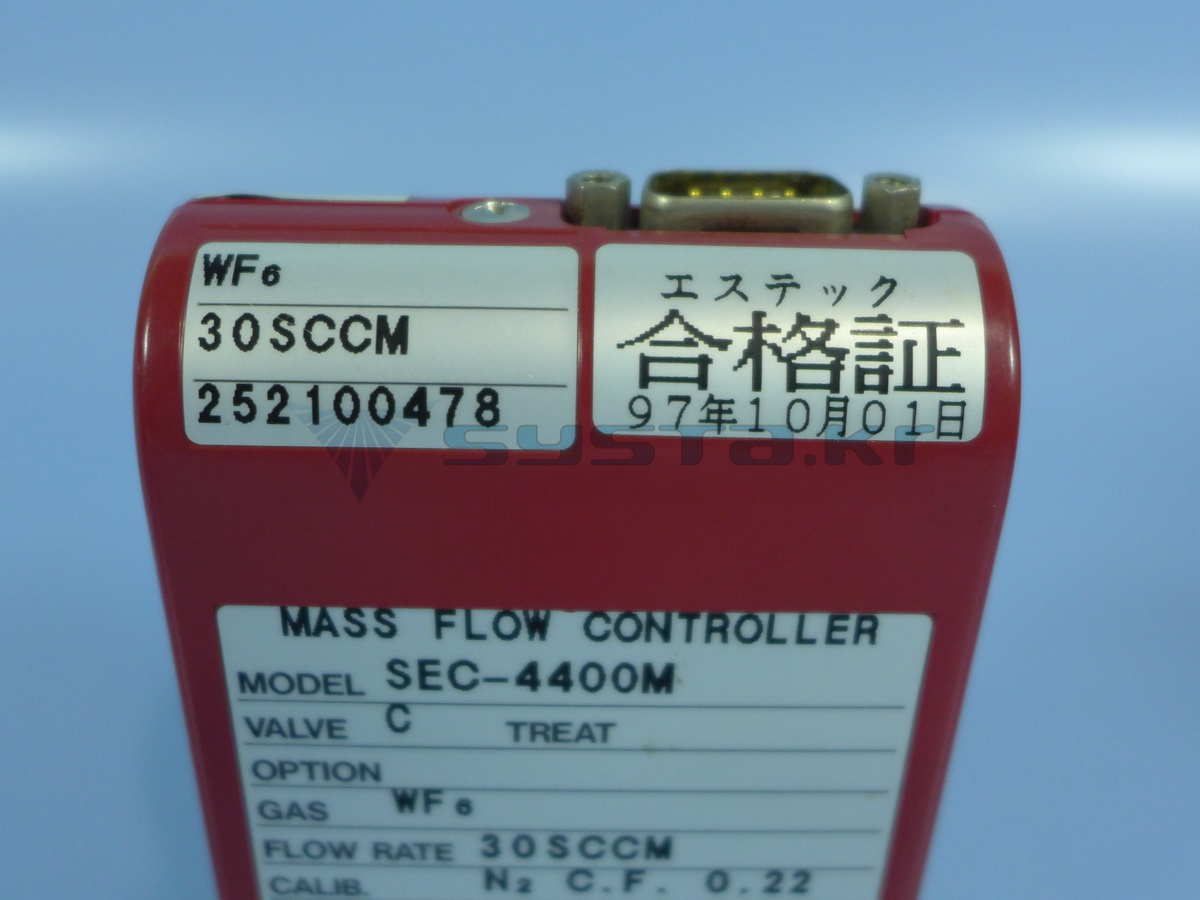 WF₆
30SCCM
252100478
エステック
合格証
97年10月01日
systa.kr
MASS FLOW CONTROLLER
MODEL SEC-4400M
VALVE C TREAT
OPTION
GAS WF₆
FLOW RATE 30SCCM
CALIB. N₂ C.F. 0.22